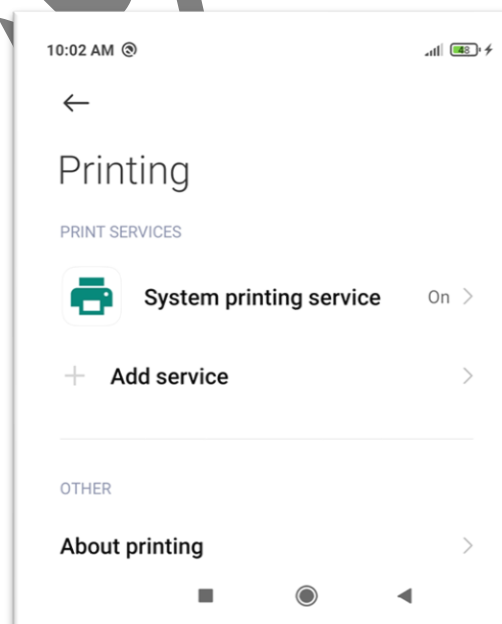 10:02 AM
48
Printing
PRINT SERVICES
System printing service On
Add service
OTHER
About printing